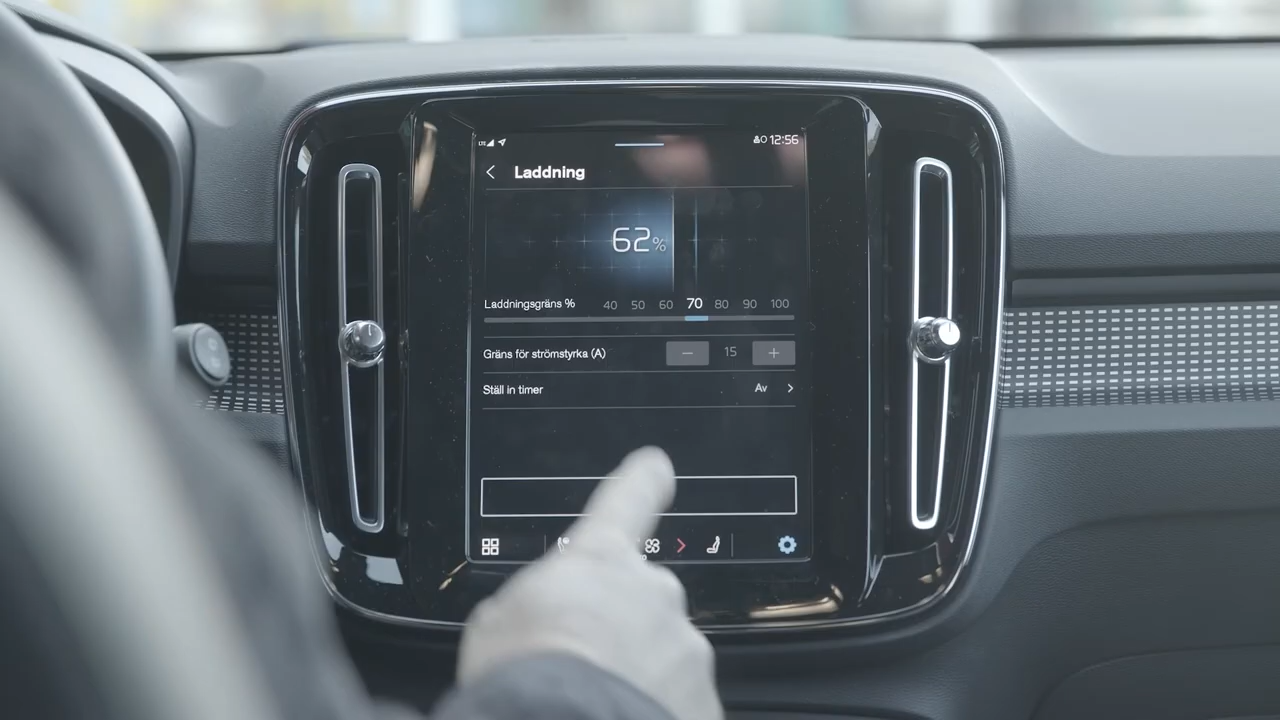 LTE 12:56
Laddning
62%
Laddningsgräns % 40 50 60 70 80 90 100
Gräns för strömstyrka (A) − 15 +
Ställ in timer Av